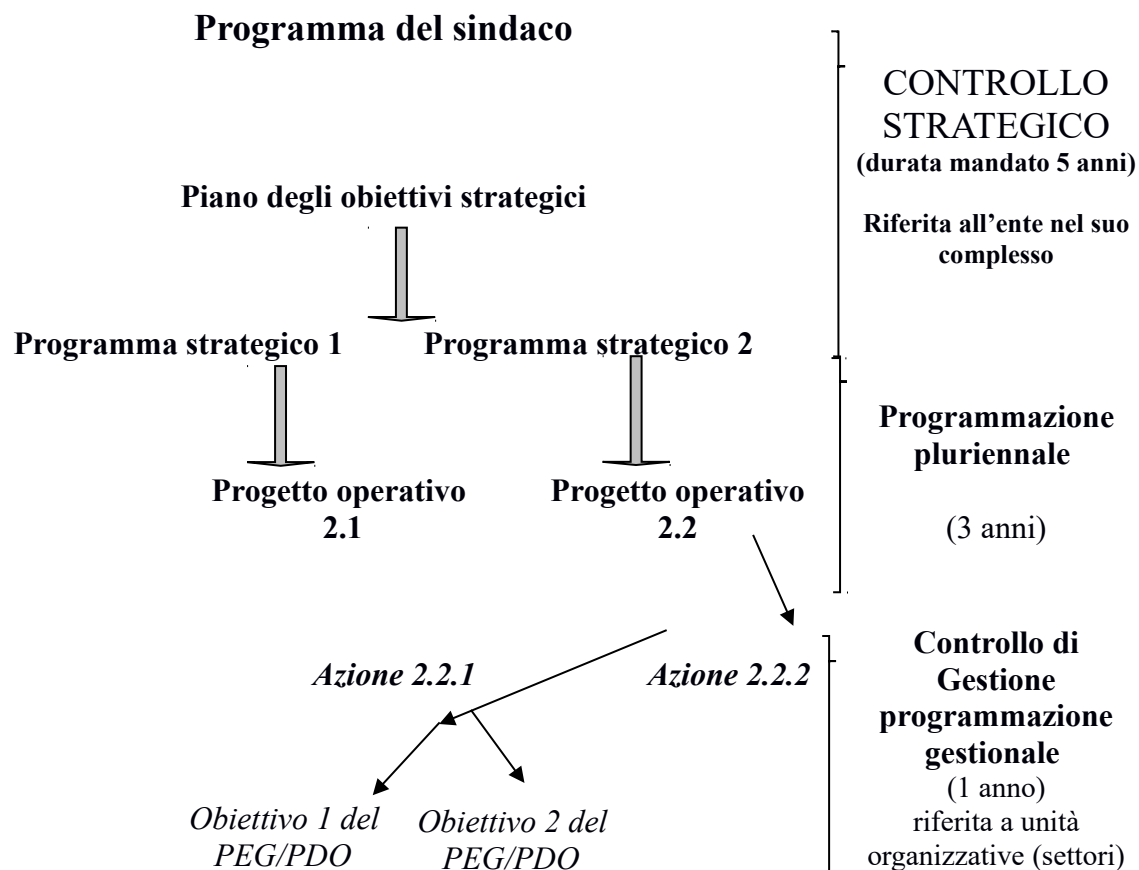 Programma del sindaco
CONTROLLO
STRATEGICO
(durata mandato 5 anni)
Riferita all’ente nel suo
complesso
Piano degli obiettivi strategici
Programma strategico 1
Programma strategico 2
Programmazione
pluriennale
(3 anni)
Progetto operativo
2.1
Progetto operativo
2.2
Azione 2.2.1
Azione 2.2.2
Controllo di
Gestione
programmazione
gestionale
(1 anno)
riferita a unità
organizzative (settori)
Obiettivo 1 del
PEG/PDO
Obiettivo 2 del
PEG/PDO